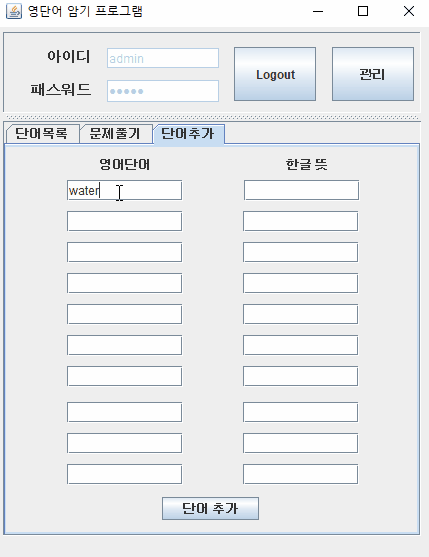 영단어 암기 프로그램
아이디 admin
패스워드 •••••
Logout 관리
단어목록 문제풀기 단어추가
영어단어 한글 뜻
water
단어 추가